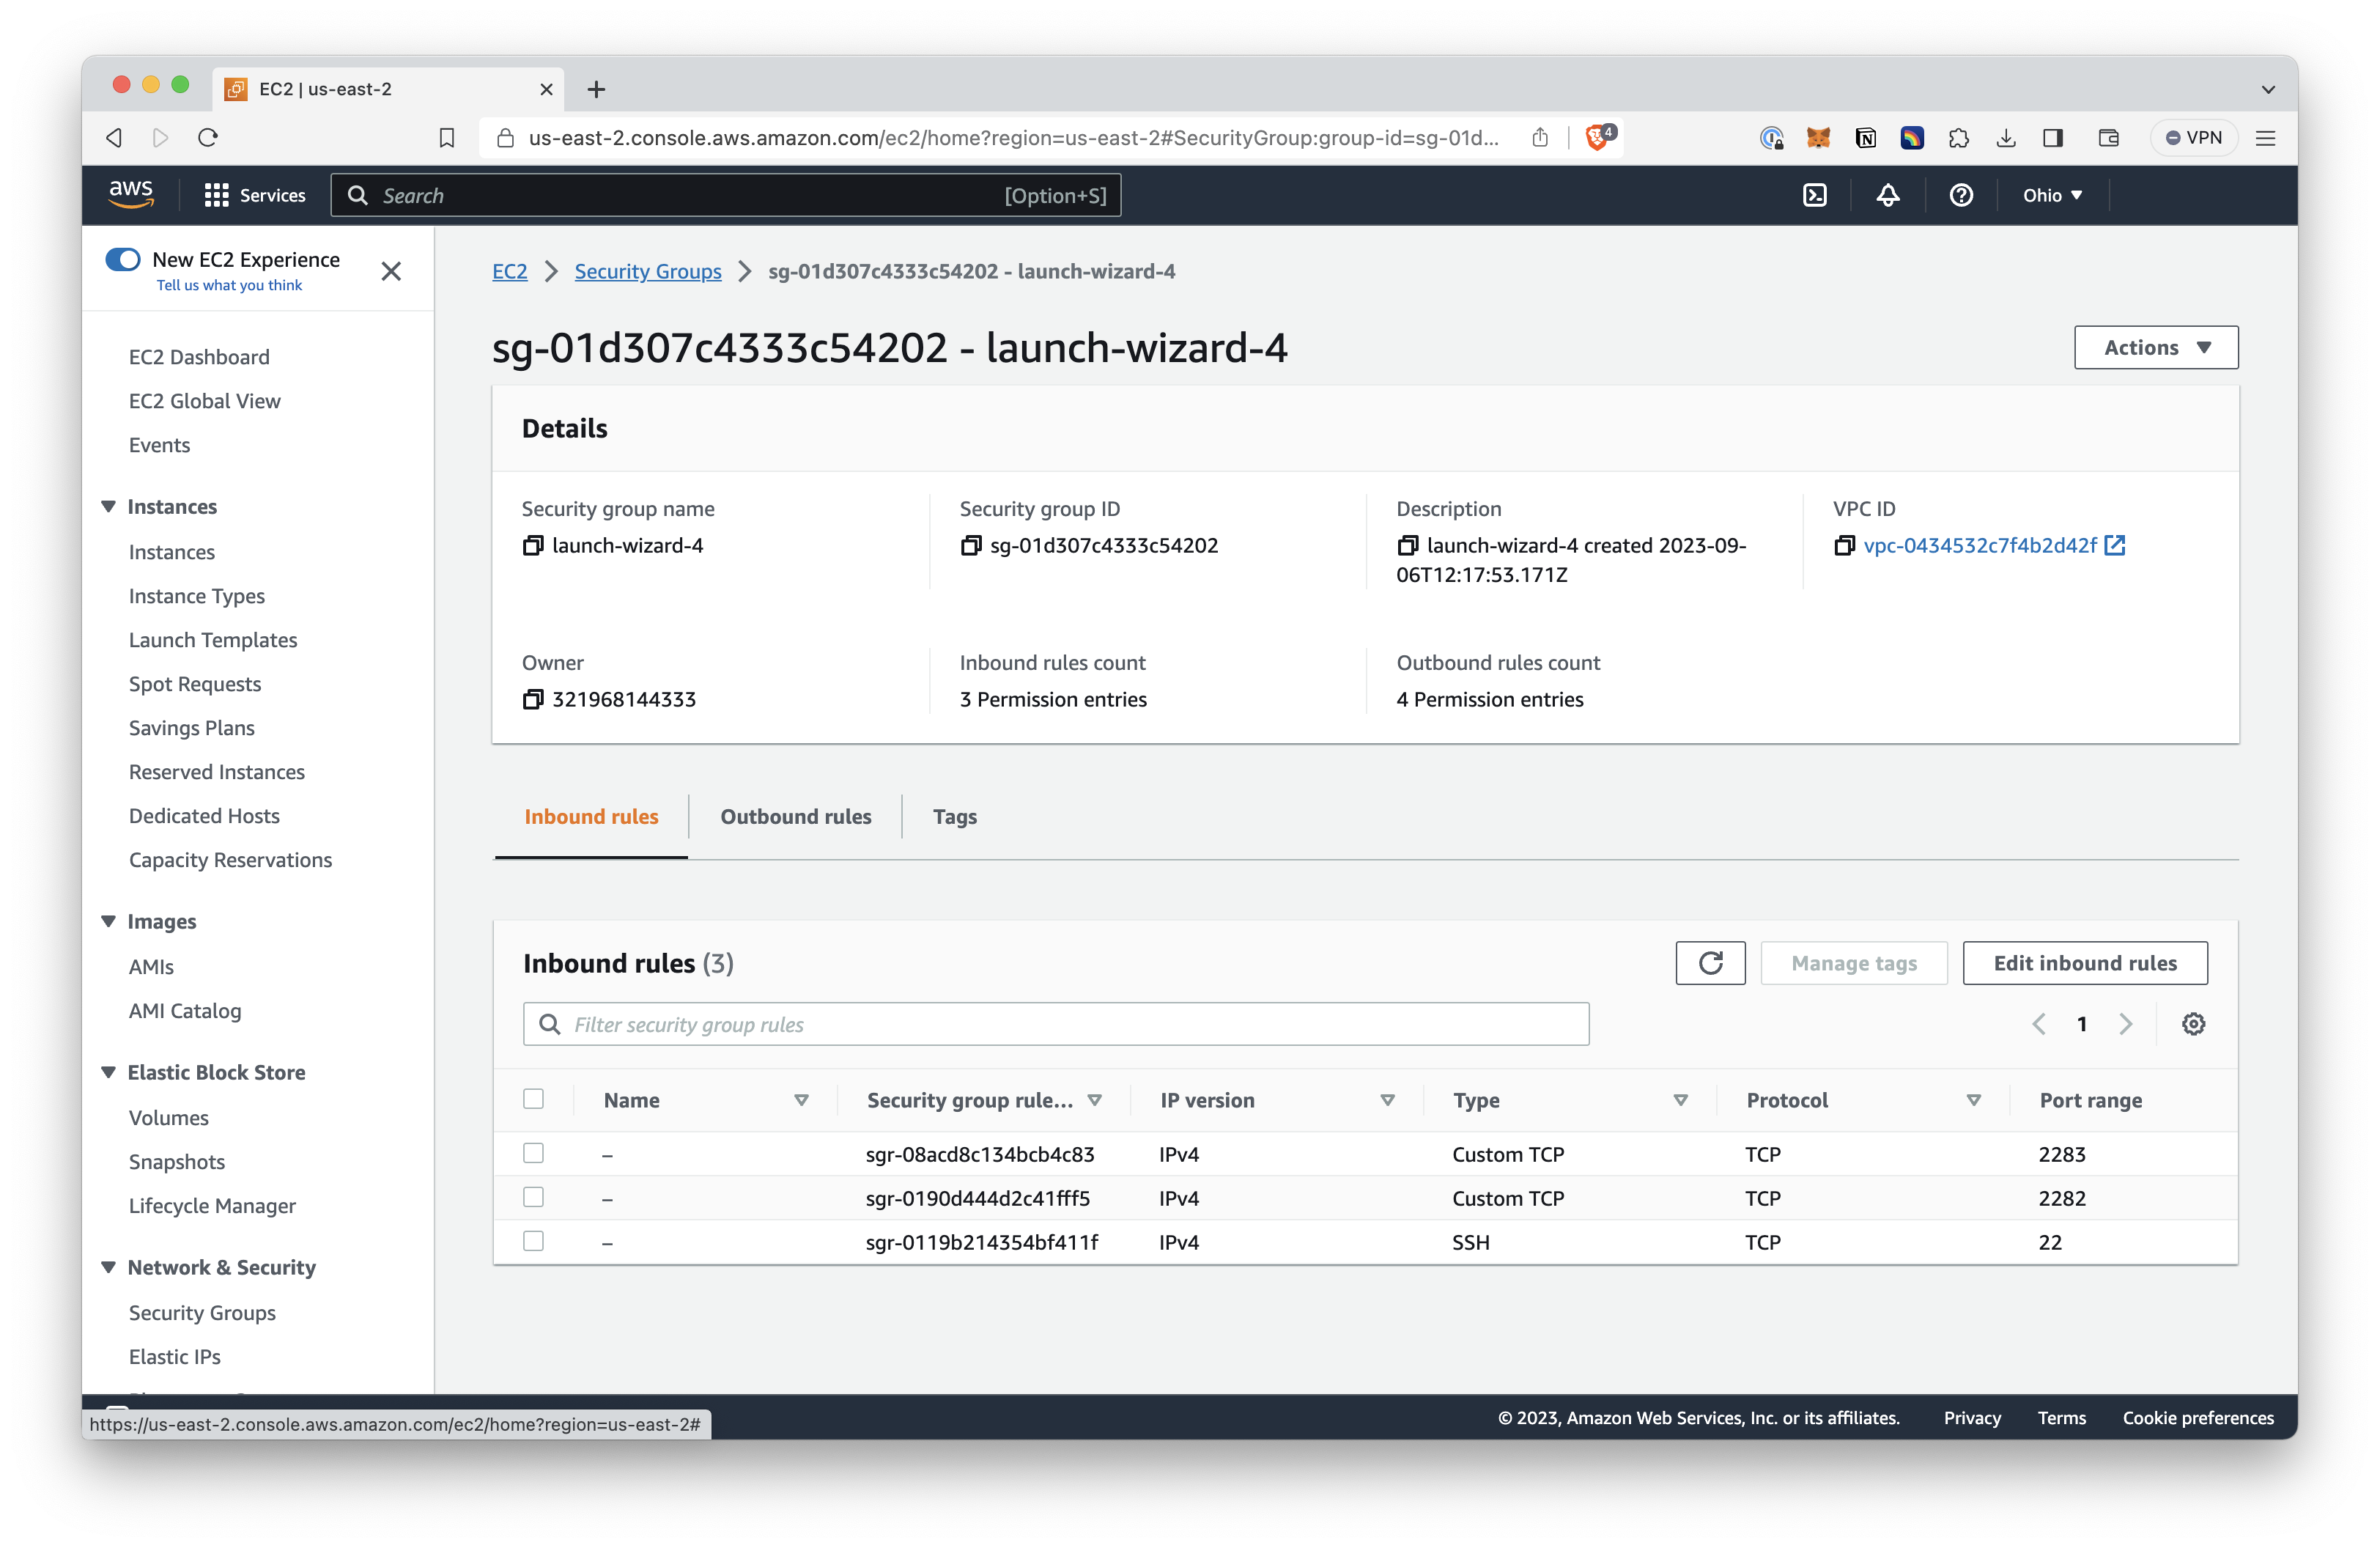 EC2 | us-east-2
us-east-2.console.aws.amazon.com/ec2/home?region=us-east-2#SecurityGroup:group-id=sg-01d...
4
VPN
aws
Services
Search
[Option+S]
Ohio
New EC2 Experience
Tell us what you think
EC2 Dashboard
EC2 Global View
Events
Instances
Instances
Instance Types
Launch Templates
Spot Requests
Savings Plans
Reserved Instances
Dedicated Hosts
Capacity Reservations
Images
AMIs
AMI Catalog
Elastic Block Store
Volumes
Snapshots
Lifecycle Manager
Network & Security
Security Groups
Elastic IPs
EC2 > Security Groups > sg-01d307c4333c54202 - launch-wizard-4
sg-01d307c4333c54202 - launch-wizard-4
Actions
Details
Security group name
launch-wizard-4
Security group ID
sg-01d307c4333c54202
Description
launch-wizard-4 created 2023-09-
06T12:17:53.171Z
VPC ID
vpc-0434532c7f4b2d42f
Owner
321968144333
Inbound rules count
3 Permission entries
Outbound rules count
4 Permission entries
Inbound rules
Outbound rules
Tags
Inbound rules (3)
Manage tags
Edit inbound rules
Filter security group rules
1
Name Security group rule... IP version Type Protocol Port range
– sgr-08acd8c134bcb4c83 IPv4 Custom TCP TCP 2283
– sgr-0190d444d2c41fff5 IPv4 Custom TCP TCP 2282
– sgr-0119b214354bf411f IPv4 SSH TCP 22
https://us-east-2.console.aws.amazon.com/ec2/home?region=us-east-2#
© 2023, Amazon Web Services, Inc. or its affiliates. Privacy Terms Cookie preferences